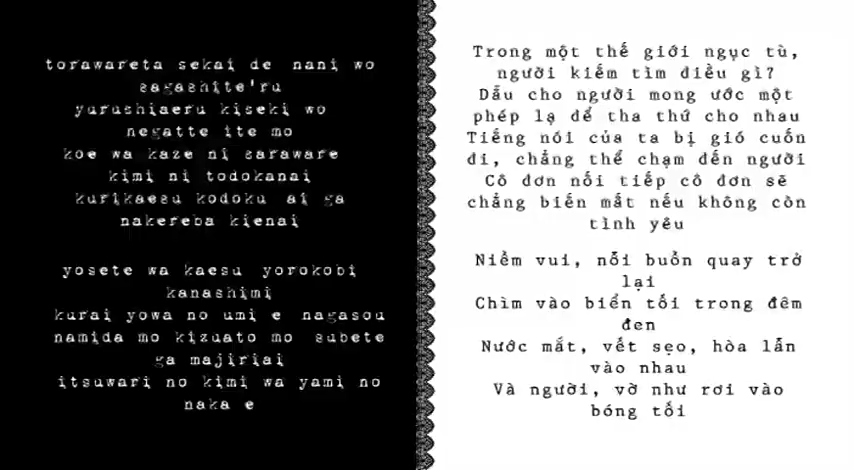 torawareta sekai de nani wo
sagashite'ru
yurushiaeru kiseki wo
negatte ite mo
koe wa kaze ni saraware
kimi ni todokanai
kurikaesu kodoku ai ga
nakereba kienai
yosete wa kaesu yorokobi
kanashimi
kurai yowa no umi e nagasou
namida mo kizuato mo subete
ga majiriai
itsuwari no kimi wa yami no
naka e
Trong một thế giới ngục tù,
người kiếm tìm điều gì?
Dẫu cho người mong ước một
phép lạ để tha thứ cho nhau
Tiếng nói của ta bị gió cuốn
đi, chẳng thể chạm đến người
Cô đơn nối tiếp cô đơn sẽ
chẳng biến mất nếu không còn
tình yêu
Niềm vui, nỗi buồn quay trở
lại
Chìm vào biển tối trong đêm
đen
Nước mắt, vết sẹo, hòa lẫn
vào nhau
Và người, vờ như rơi vào
bóng tối